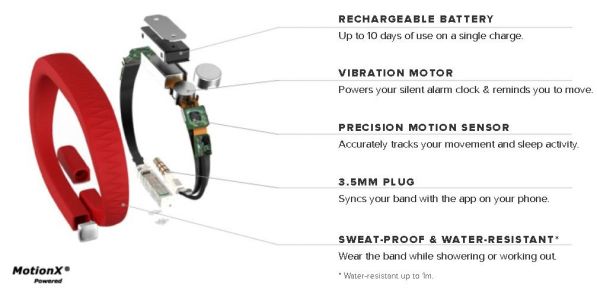 RECHARGEABLE BATTERY
Up to 10 days of use on a single charge.
VIBRATION MOTOR
Powers your silent alarm clock & reminds you to move.
PRECISION MOTION SENSOR
Accurately tracks your movement and sleep activity.
3.5MM PLUG
Syncs your band with the app on your phone.
SWEAT-PROOF & WATER-RESISTANT*
Wear the band while showering or working out.
* Water-resistant up to 1m.
MotionX®
Powered